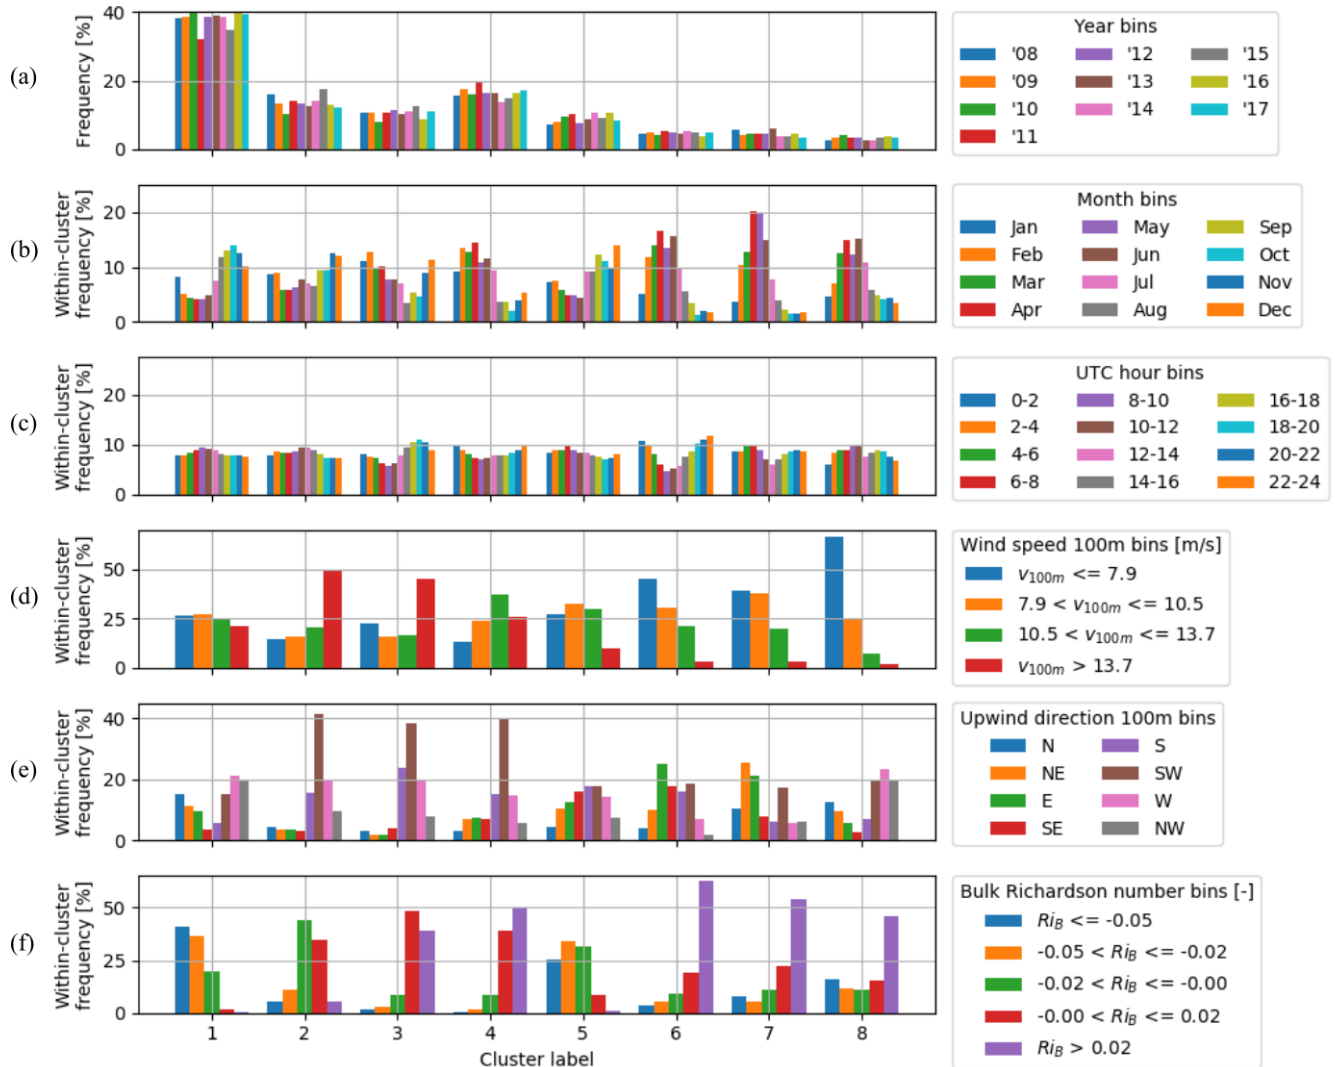 (a)
Frequency [%]
40
20
0
Year bins
'08 '12 '15
'09 '13 '16
'10 '14 '17
'11
(b)
Within-cluster
frequency [%]
20
10
0
Month bins
Jan May Sep
Feb Jun Oct
Mar Jul Nov
Apr Aug Dec
(c)
Within-cluster
frequency [%]
20
10
0
UTC hour bins
0-2 8-10 16-18
2-4 10-12 18-20
4-6 12-14 20-22
6-8 14-16 22-24
(d)
Within-cluster
frequency [%]
50
25
0
Wind speed 100m bins [m/s]
v100m <= 7.9
7.9 < v100m <= 10.5
10.5 < v100m <= 13.7
v100m > 13.7
(e)
Within-cluster
frequency [%]
40
20
0
Upwind direction 100m bins
N S
NE SW
E W
SE NW
(f)
Within-cluster
frequency [%]
50
25
0
1 2 3 4 5 6 7 8
Cluster label
Bulk Richardson number bins [-]
RiB <= -0.05
-0.05 < RiB <= -0.02
-0.02 < RiB <= -0.00
-0.00 < RiB <= 0.02
RiB > 0.02